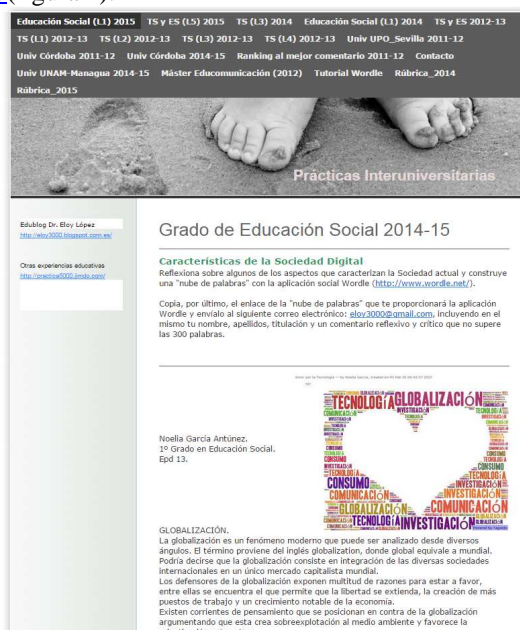 (Figura 1).
Educación Social (L1) 2015 TS y ES (L5) 2015 TS (L3) 2014 Educación Social (L1) 2014 TS y ES 2012-13
TS (L1) 2012-13 TS (L2) 2012-13 TS (L3) 2012-13 TS (L4) 2012-13 Univ UPO_Sevilla 2011-12
Univ Córdoba 2011-12 Univ Córdoba 2014-15 Ranking al mejor comentario 2011-12 Contacto
Univ UNAM-Managua 2014-15 Máster Educomunicación (2012) Tutorial Wordle Rúbrica_2014
Rúbrica_2015
Prácticas Interuniversitarias
Edublog Dr. Eloy López
http://eloy3000.blogspot.com.es/
Otras experiencias educativas
http://practica5000.jimdo.com/
Grado de Educación Social 2014-15
Características de la Sociedad Digital
Reflexiona sobre algunos de los aspectos que caracterizan la Sociedad actual y construye
una "nube de palabras" con la aplicación social Wordle (http://www.wordle.net/).
Copia, por último, el enlace de la "nube de palabras" que te proporcionará la aplicación
Wordle y envíalo al siguiente correo electrónico: eloy3000@gmail.com, incluyendo en el
mismo tu nombre, apellidos, titulación y un comentario reflexivo y crítico que no supere
las 300 palabras.
TECNOLOGÍA GLOBALIZACIÓN
INVESTIGACIÓN
COMUNICACIÓN
CONSUMO
CONSUMO
COMUNICACIÓN
INVESTIGACIÓN
GLOBALIZACIÓN
COMUNICACIÓN
TECNOLOGÍA INVESTIGACIÓN
Noelia García Antúnez.
1º Grado en Educación Social.
Epd 13.
GLOBALIZACIÓN.
La globalización es un fenómeno moderno que puede ser analizado desde diversos
ángulos. El término proviene del inglés globalization, donde global equivale a mundial.
Podría decirse que la globalización consiste en integración de las diversas sociedades
internacionales en un único mercado capitalista mundial.
Los defensores de la globalización exponen multitud de razones para estar a favor,
entre ellas se encuentra el que permite que la libertad se extienda, la creación de más
puestos de trabajo y un crecimiento notable de la economía.
Existen corrientes de pensamiento que se posicionan en contra de la globalización
argumentando que esta crea sobreexplotación al medio ambiente y favorece la